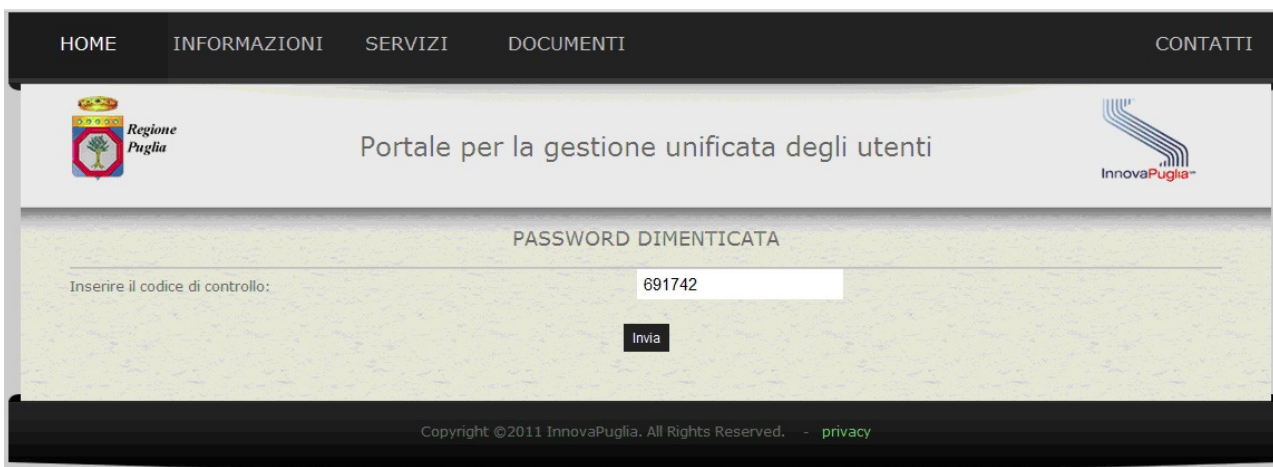 HOME INFORMAZIONI SERVIZI DOCUMENTI CONTATTI
Regione
Puglia
Portale per la gestione unificata degli utenti
InnovaPuglia
PASSWORD DIMENTICATA
Inserire il codice di controllo: 691742
Invia
Copyright ©2011 InnovaPuglia. All Rights Reserved. - privacy